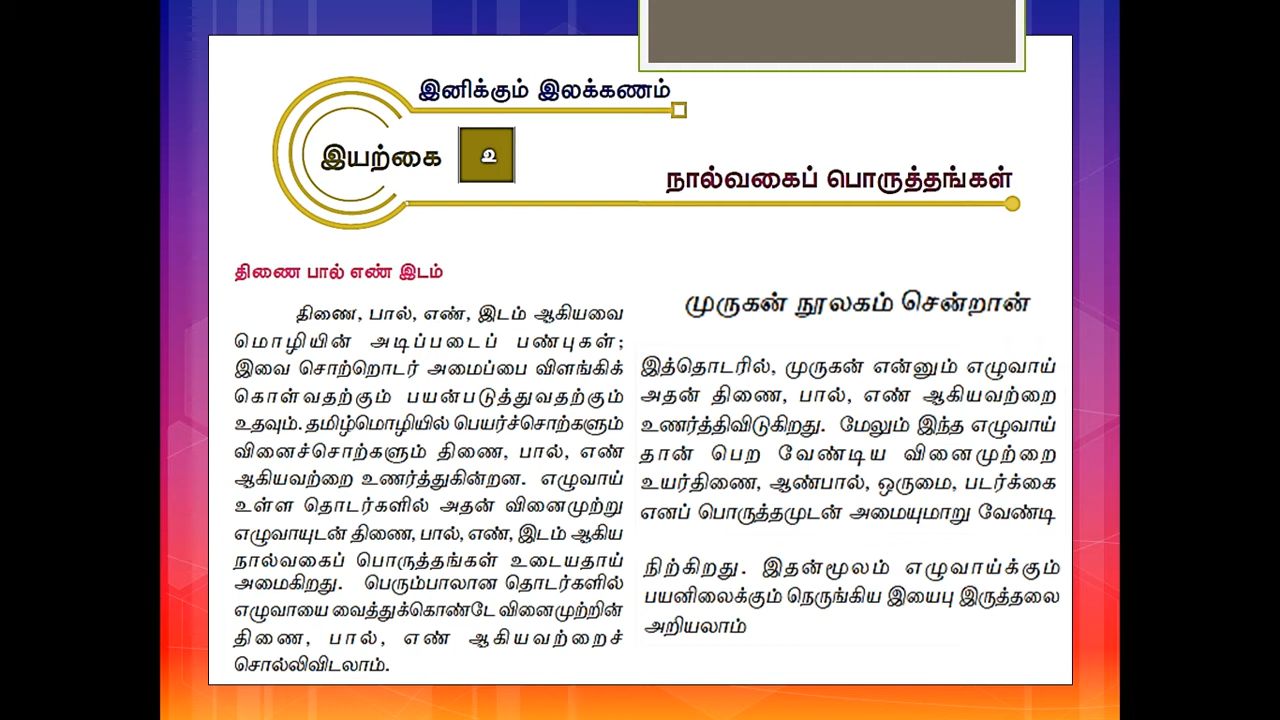 இனிக்கும் இலக்கணம்
இயற்கை ௨
நால்வகைப் பொருத்தங்கள்
திணை பால் எண் இடம்
திணை, பால், எண், இடம் ஆகியவை
மொழியின் அடிப்படைப் பண்புகள்;
இவை சொற்றொடர் அமைப்பை விளங்கிக்
கொள்வதற்கும் பயன்படுத்துவதற்கும்
உதவும். தமிழ்மொழியில் பெயர்ச்சொற்களும்
வினைச்சொற்களும் திணை, பால், எண்
ஆகியவற்றை உணர்த்துகின்றன. எழுவாய்
உள்ள தொடர்களில் அதன் வினைமுற்று
எழுவாயுடன் திணை, பால், எண், இடம் ஆகிய
நால்வகைப் பொருத்தங்கள் உடையதாய்
அமைகிறது. பெரும்பாலான தொடர்களில்
எழுவாயை வைத்துக்கொண்டே வினைமுற்றின்
திணை, பால், எண் ஆகியவற்றைச்
சொல்லிவிடலாம்.
முருகன் நூலகம் சென்றான்
இத்தொடரில், முருகன் என்னும் எழுவாய்
அதன் திணை, பால், எண் ஆகியவற்றை
உணர்த்திவிடுகிறது. மேலும் இந்த எழுவாய்
தான் பெற வேண்டிய வினைமுற்றை
உயர்திணை, ஆண்பால், ஒருமை, படர்க்கை
எனப் பொருத்தமுடன் அமையுமாறு வேண்டி
நிற்கிறது. இதன்மூலம் எழுவாய்க்கும்
பயனிலைக்கும் நெருங்கிய இயைபு இருத்தலை
அறியலாம்